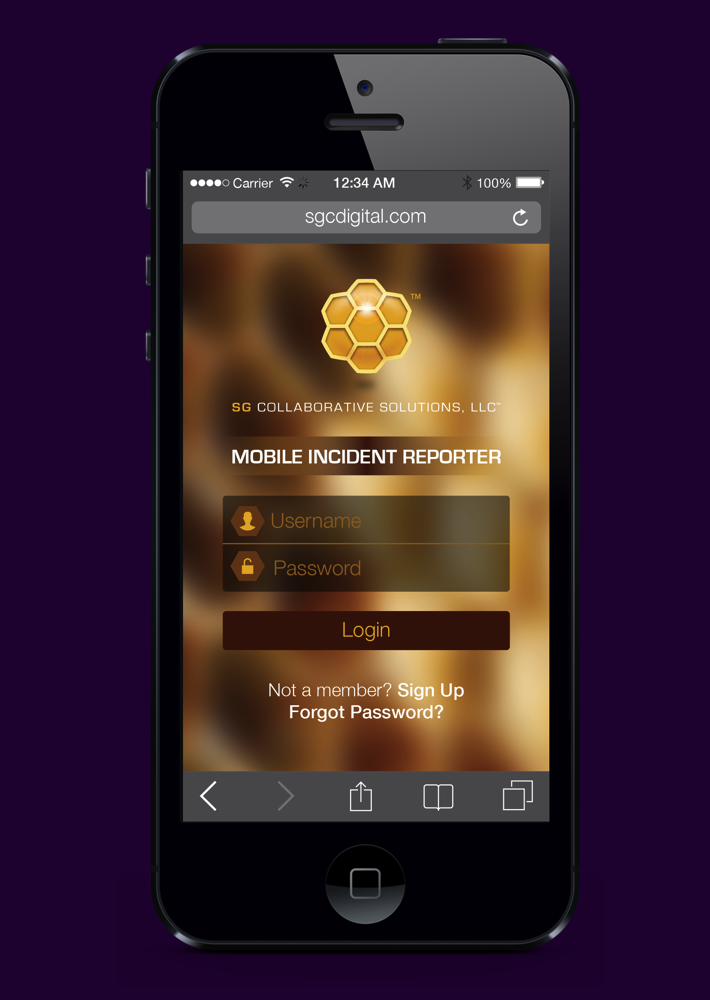 Carrier 12:34 AM 100%
sgcdigital.com
TM
SG COLLABORATIVE SOLUTIONS, LLC™
MOBILE INCIDENT REPORTER
Username
Password
Login
Not a member? Sign Up
Forgot Password?